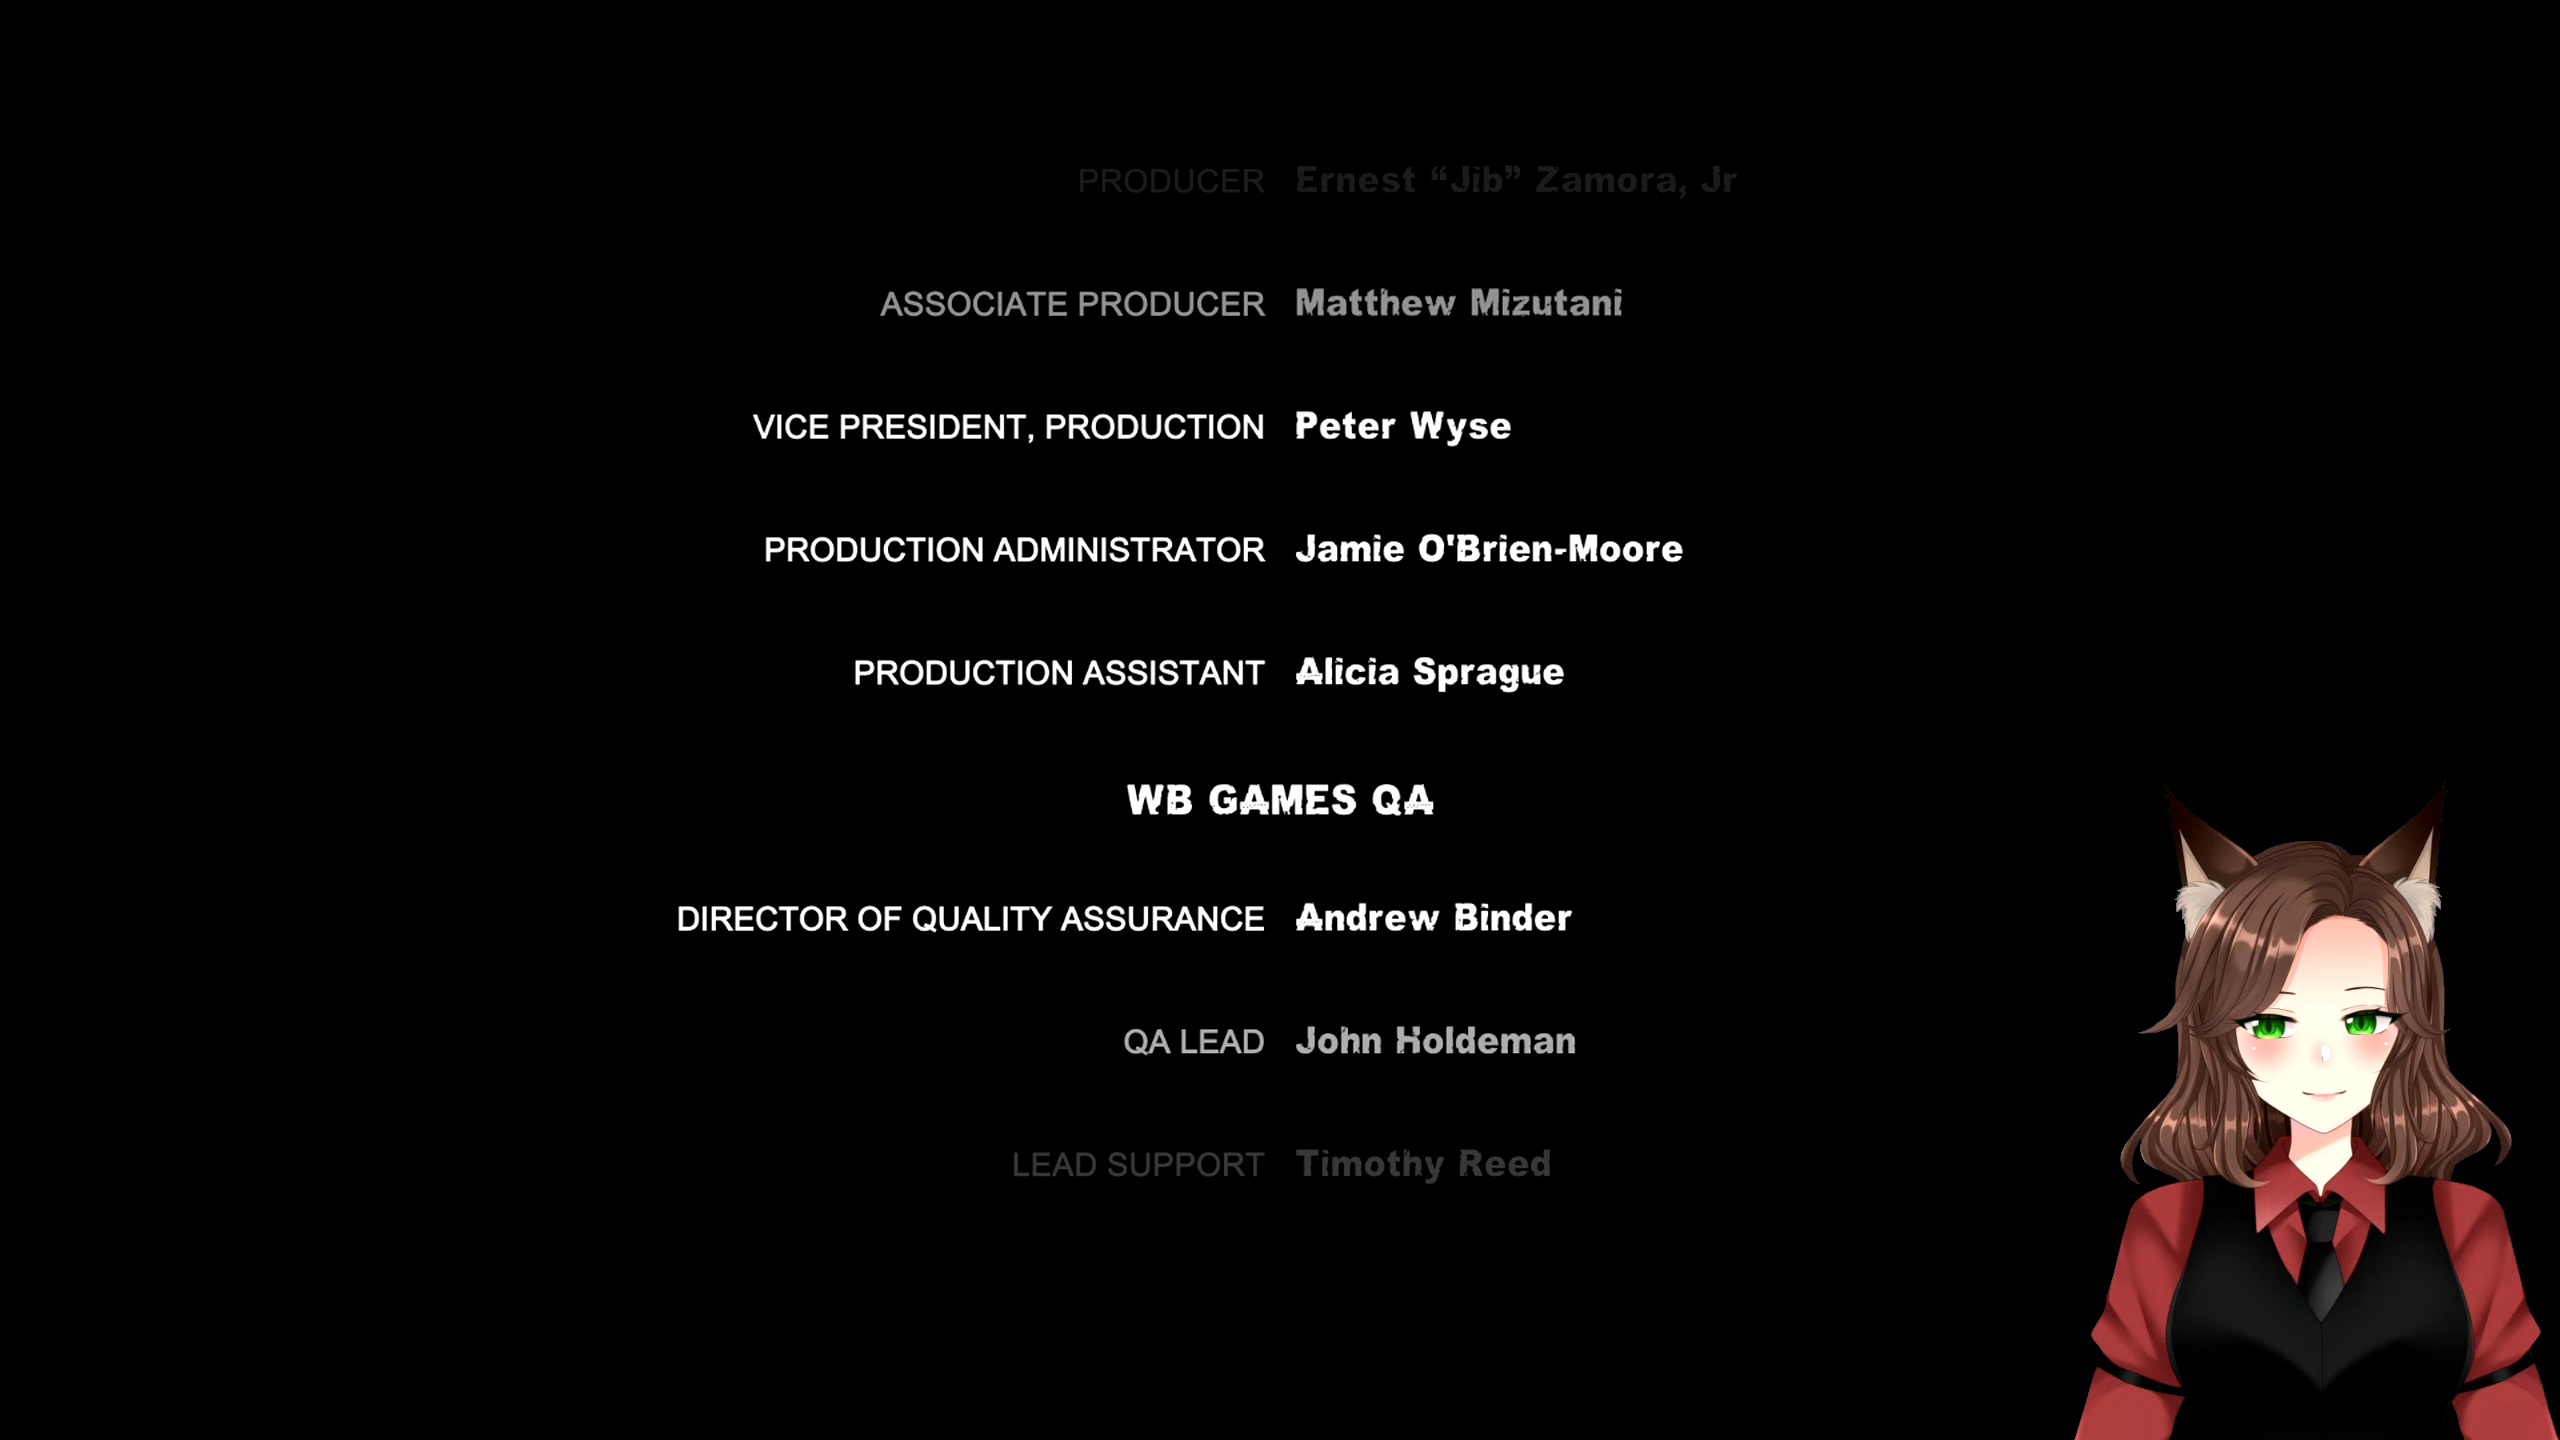 PRODUCER Ernest “Jib” Zamora, Jr
ASSOCIATE PRODUCER Matthew Mizutani
VICE PRESIDENT, PRODUCTION Peter Wyse
PRODUCTION ADMINISTRATOR Jamie O'Brien-Moore
PRODUCTION ASSISTANT Alicia Sprague
WB GAMES QA
DIRECTOR OF QUALITY ASSURANCE Andrew Binder
QA LEAD John Holdeman
LEAD SUPPORT Timothy Reed